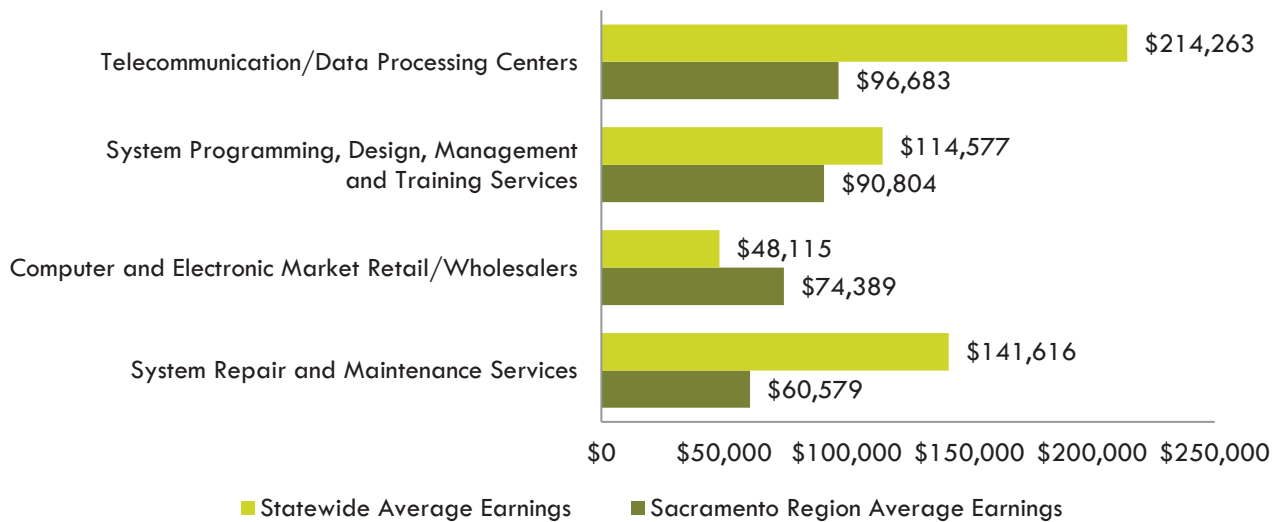 Telecommunication/Data Processing Centers
$214,263
$96,683
System Programming, Design, Management
and Training Services
$114,577
$90,804
Computer and Electronic Market Retail/Wholesalers
$48,115
$74,389
System Repair and Maintenance Services
$141,616
$60,579
$0 $50,000 $100,000 $150,000 $200,000 $250,000
Statewide Average Earnings Sacramento Region Average Earnings